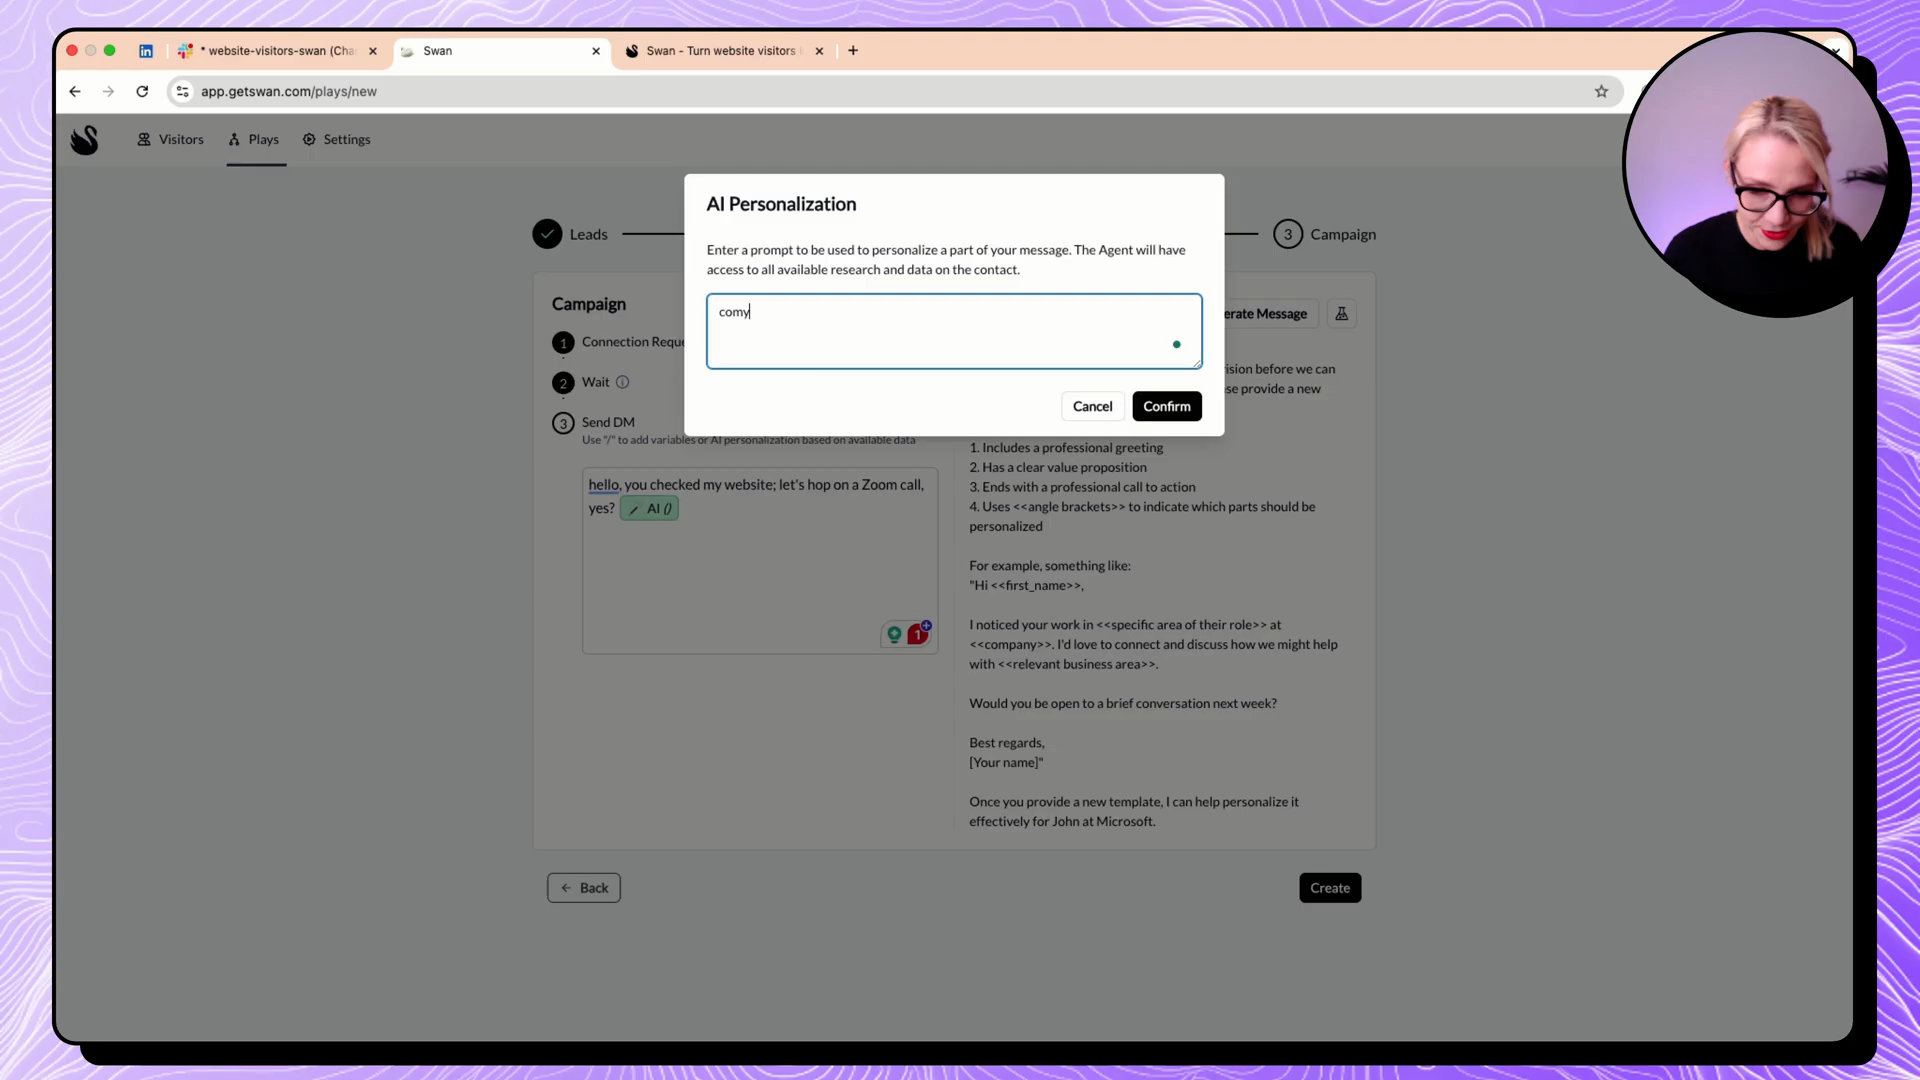 * website-visitors-swan (Cha
Swan
Swan - Turn website visitors i
app.getswan.com/plays/new
Visitors
Plays
Settings
Leads
3 Campaign
AI Personalization
Enter a prompt to be used to personalize a part of your message. The Agent will have
access to all available research and data on the contact.
comy
Cancel
Confirm
Campaign
1 Connection Reque
2 Wait
3 Send DM
Use "/" to add variables or AI personalization based on available data
hello, you checked my website; let's hop on a Zoom call,
yes? AI ()
1
erate Message
ision before we can
se provide a new
1. Includes a professional greeting
2. Has a clear value proposition
3. Ends with a professional call to action
4. Uses <<angle brackets>> to indicate which parts should be
personalized
For example, something like:
"Hi <<first_name>>,
I noticed your work in <<specific area of their role>> at
<<company>>. I'd love to connect and discuss how we might help
with <<relevant business area>>.
Would you be open to a brief conversation next week?
Best regards,
[Your name]"
Once you provide a new template, I can help personalize it
effectively for John at Microsoft.
Back
Create